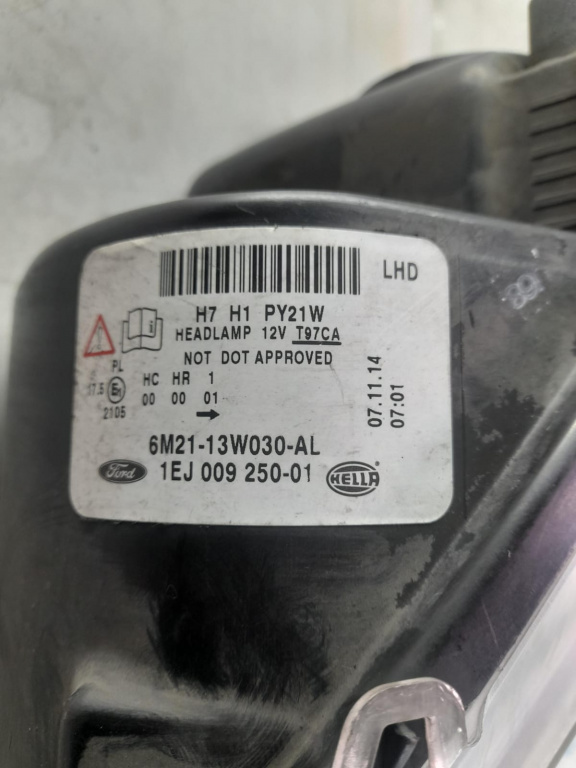 LHD
H7 H1 PY21W
HEADLAMP 12V T97CA
NOT DOT APPROVED
PL
17.5 E1
2105
HC HR 1
00 00 01
07.11.14
07:01
6M21-13W030-AL
Ford
1EJ 009 250-01
HELLA